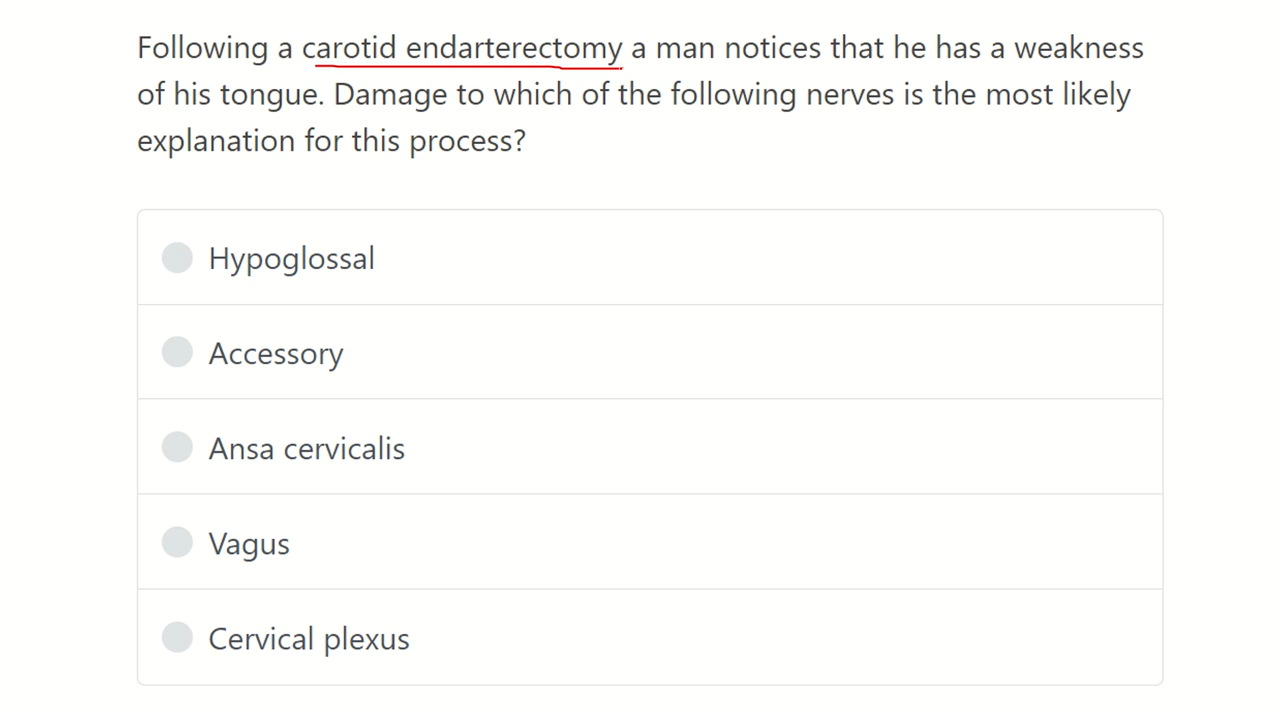 Following a carotid endarterectomy a man notices that he has a weakness
of his tongue. Damage to which of the following nerves is the most likely
explanation for this process?
Hypoglossal
Accessory
Ansa cervicalis
Vagus
Cervical plexus